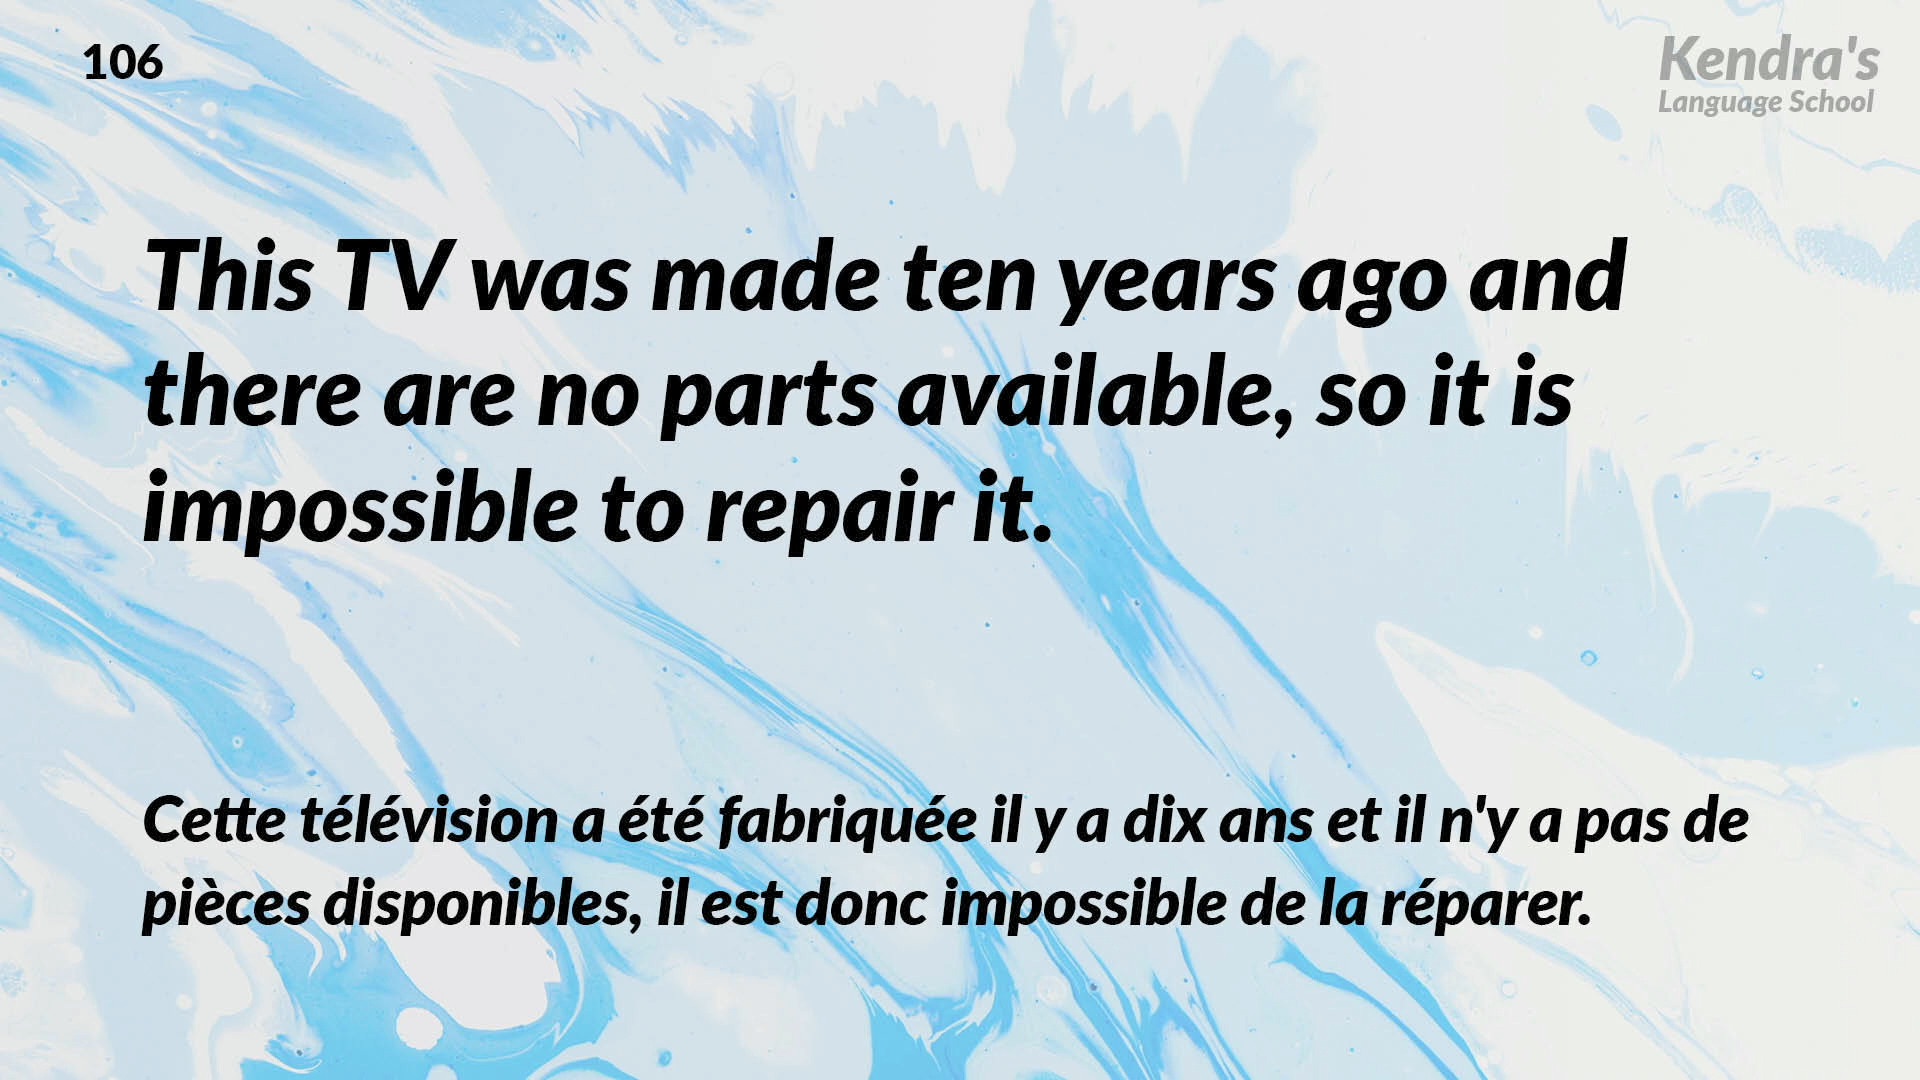 106
Kendra's
Language School
This TV was made ten years ago and
there are no parts available, so it is
impossible to repair it.
Cette télévision a été fabriquée il y a dix ans et il n'y a pas de
pièces disponibles, il est donc impossible de la réparer.